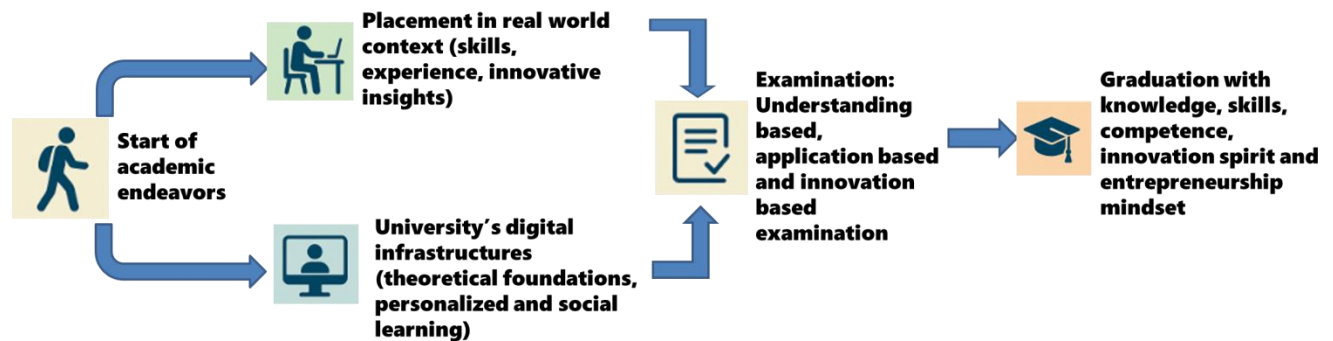 Placement in real world
context (skills,
experience, innovative
insights)
Start of
academic
endeavors
University´s digital
infrastructures
(theoretical foundations,
personalized and social
learning)
Examination:
Understanding
based,
application based
and innovation
based
examination
Graduation with
knowledge, skills,
competence,
innovation spirit and
entrepreneurship
mindset